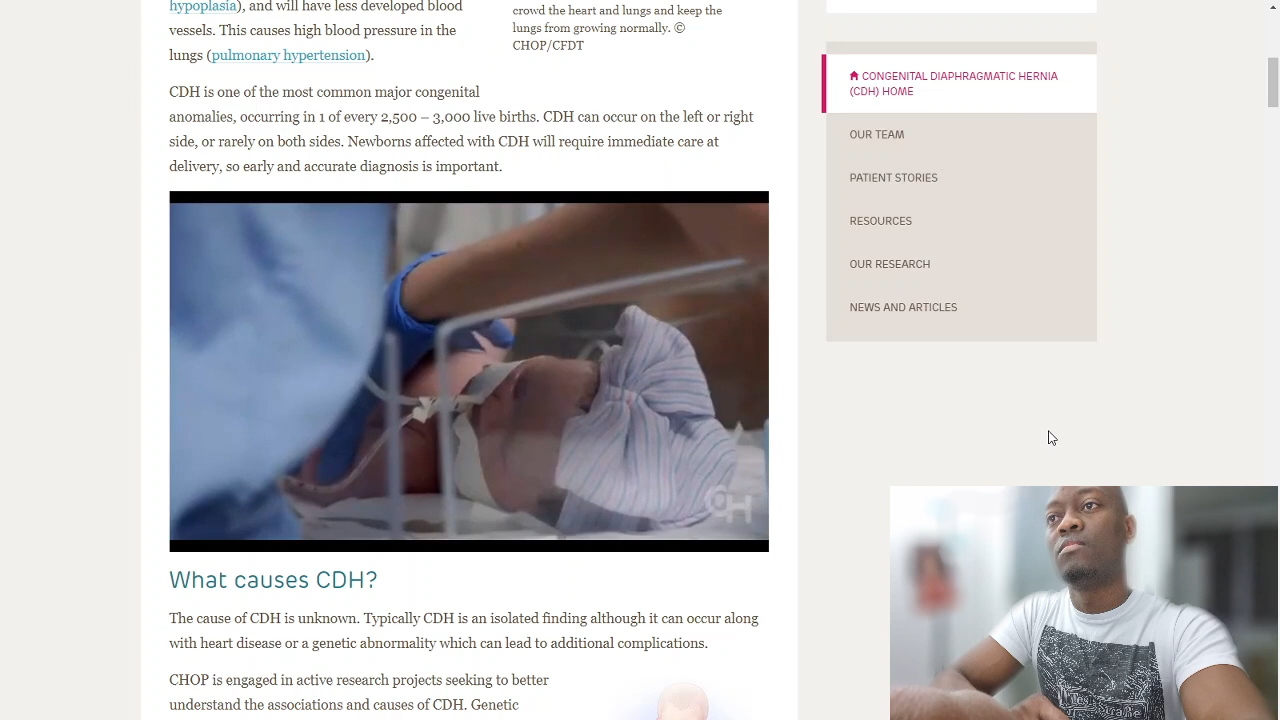 hypoplasia), and will have less developed blood
vessels. This causes high blood pressure in the
lungs (pulmonary hypertension).
crowd the heart and lungs and keep the
lungs from growing normally. ©
CHOP/CFDT
CDH is one of the most common major congenital
anomalies, occurring in 1 of every 2,500 – 3,000 live births. CDH can occur on the left or right
side, or rarely on both sides. Newborns affected with CDH will require immediate care at
delivery, so early and accurate diagnosis is important.
What causes CDH?
The cause of CDH is unknown. Typically CDH is an isolated finding although it can occur along
with heart disease or a genetic abnormality which can lead to additional complications.
CHOP is engaged in active research projects seeking to better
understand the associations and causes of CDH. Genetic
CONGENITAL DIAPHRAGMATIC HERNIA
(CDH) HOME
OUR TEAM
PATIENT STORIES
RESOURCES
OUR RESEARCH
NEWS AND ARTICLES